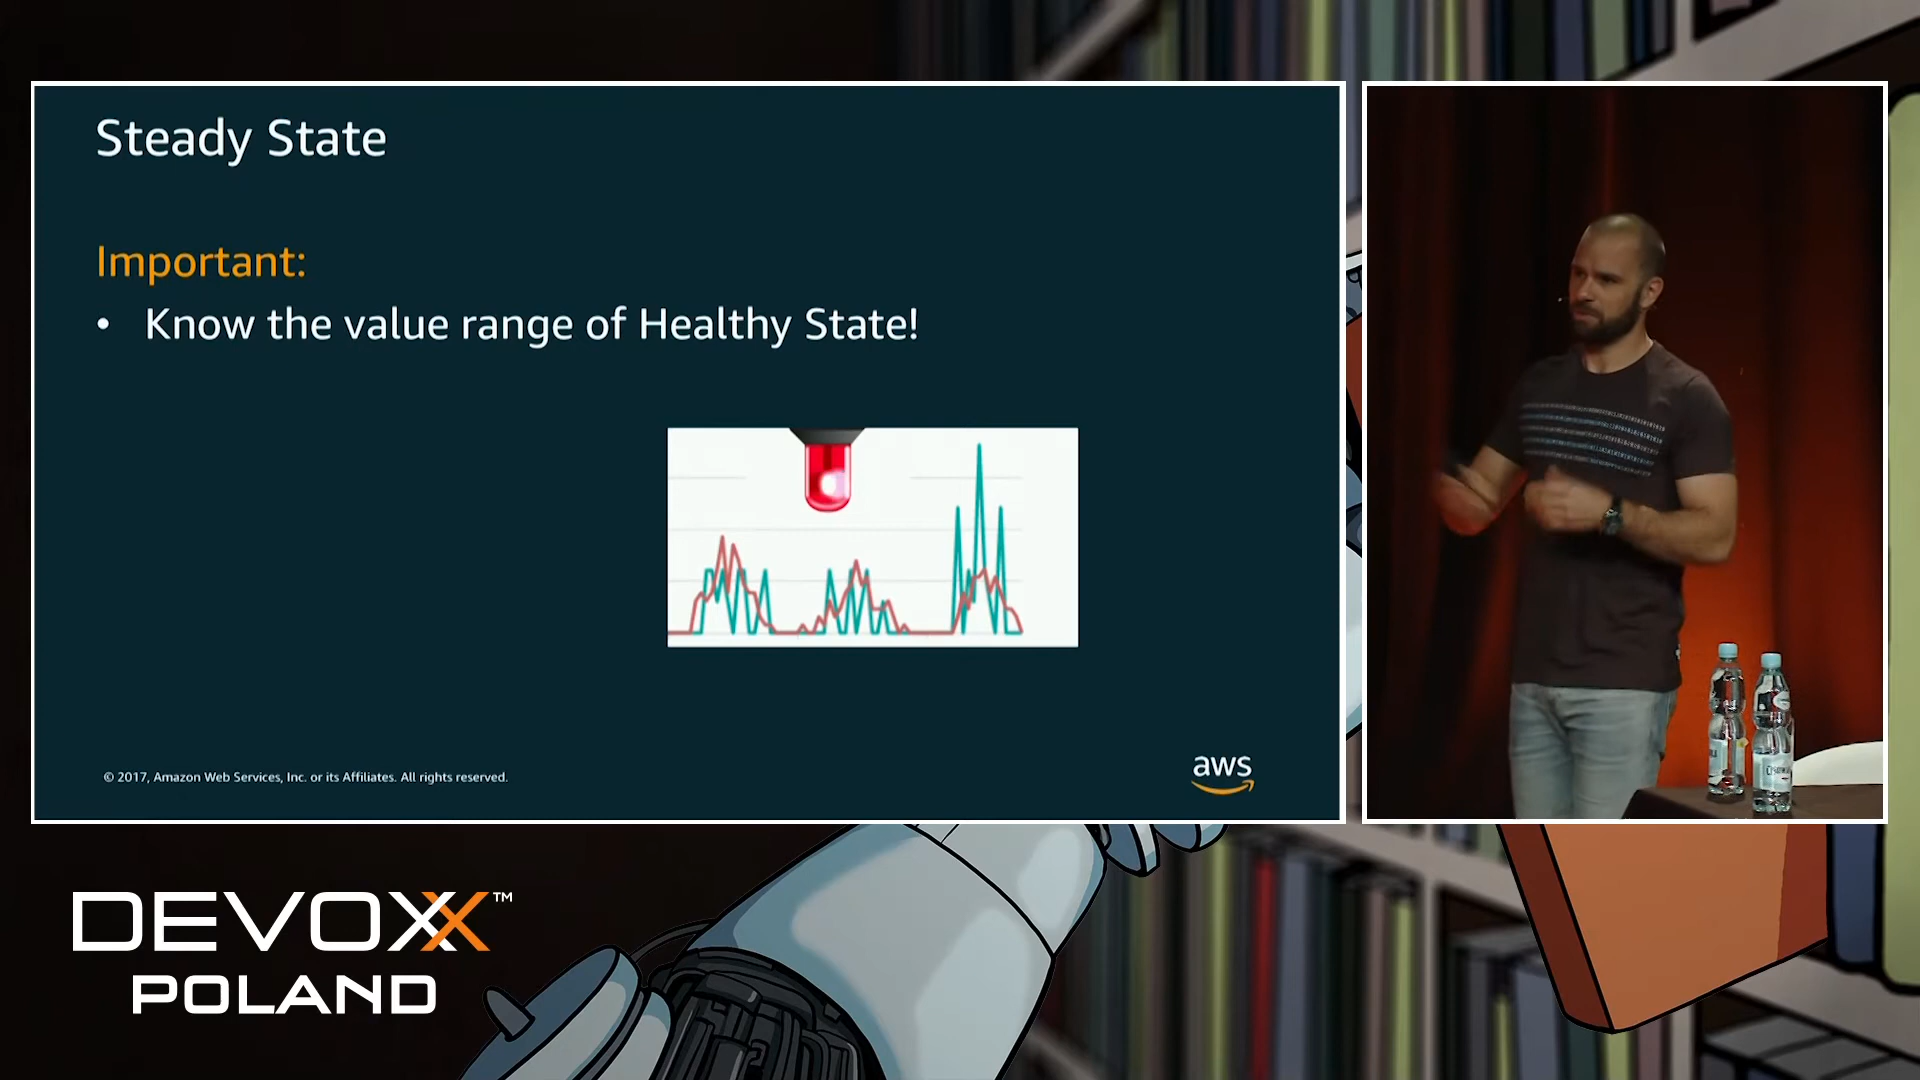 Steady State
Important:
• Know the value range of Healthy State!
© 2017, Amazon Web Services, Inc. or its Affiliates. All rights reserved.
aws
DEVOXX™
POLAND